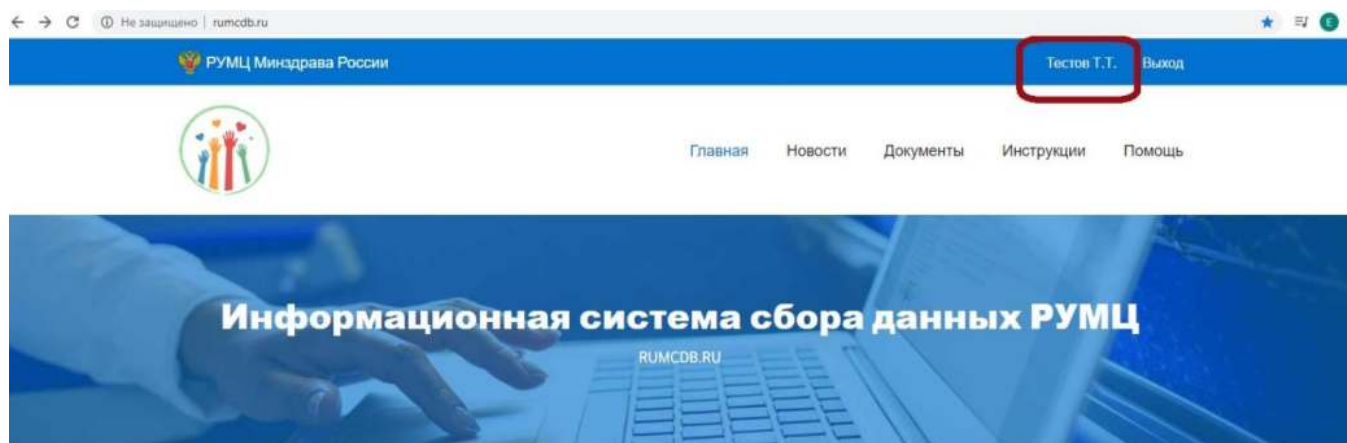 Не защищено | rumcdb.ru
E
РУМЦ Минздрава России
Тестов Т.Т.
Выход
Главная Новости Документы Инструкции Помощь
Информационная система сбора данных РУМЦ
RUMCDB.RU